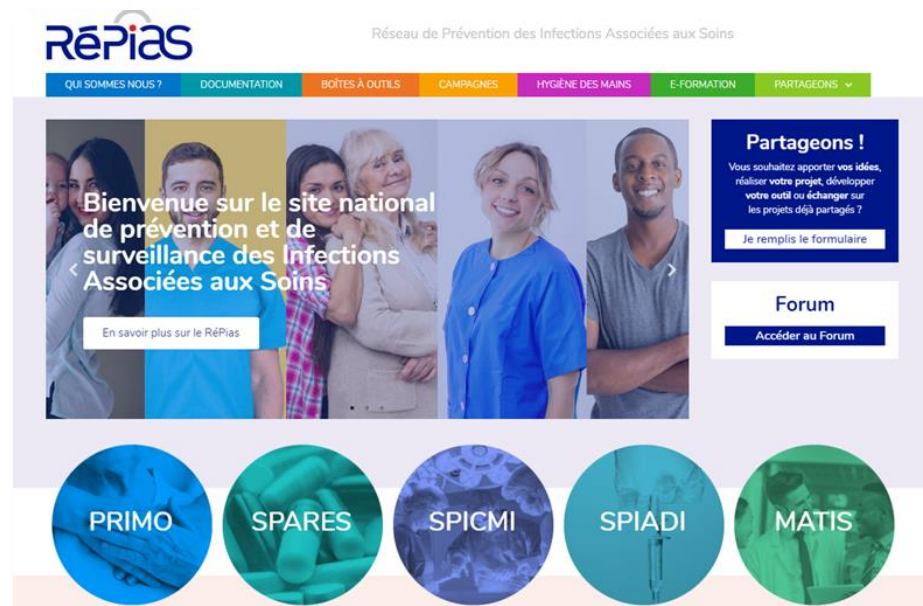 RéPias
Réseau de Prévention des Infections Associées aux Soins
QUI SOMMES NOUS ?
DOCUMENTATION
BOÎTES À OUTILS
CAMPAGNES
HYGIÈNE DES MAINS
E-FORMATION
PARTAGEONS
Bienvenue sur le site national
de prévention et de
surveillance des Infections
Associées aux Soins
En savoir plus sur le RéPias
Partageons !
Vous souhaitez apporter vos idées,
réaliser votre projet, développer
votre outil ou échanger sur
les projets déjà partagés ?
Je remplis le formulaire
Forum
Accéder au Forum
PRIMO
SPARES
SPICMI
SPIADI
MATIS